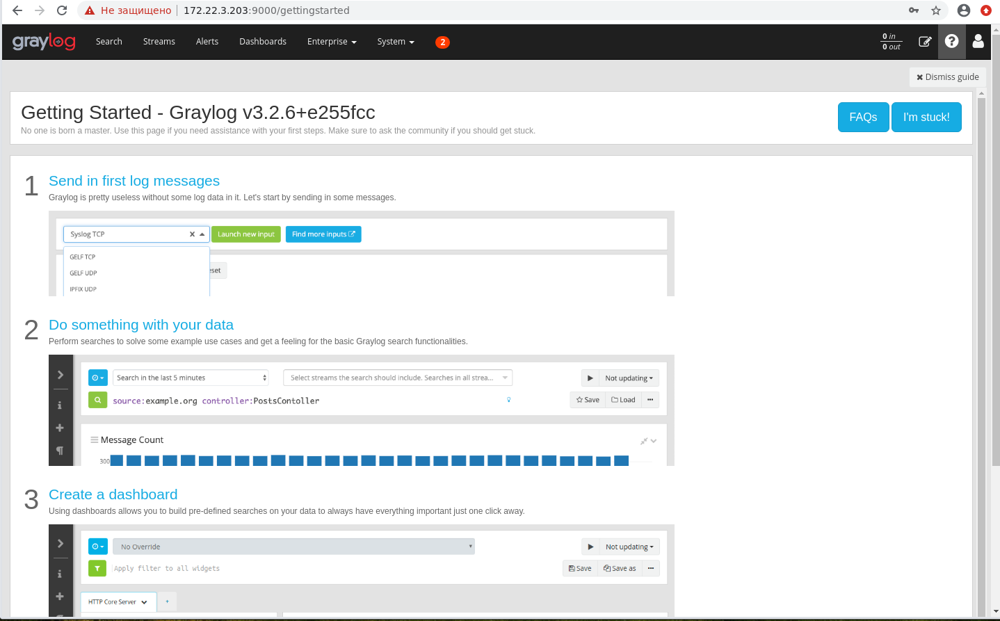 Не защищено 172.22.3.203:9000/gettingstarted
graylog Search Streams Alerts Dashboards Enterprise System 2 0 in
0 out
Dismiss guide
Getting Started - Graylog v3.2.6+e255fcc
No one is born a master. Use this page if you need assistance with your first steps. Make sure to ask the community if you should get stuck.
FAQs I'm stuck!
1 Send in first log messages
Graylog is pretty useless without some log data in it. Let's start by sending in some messages.
Syslog TCP Launch new input Find more inputs
GELF TCP
eset
GELF UDP
IPFIX UDP
2 Do something with your data
Perform searches to solve some example use cases and get a feeling for the basic Graylog search functionalities.
Search in the last 5 minutes Select streams the search should include. Searches in all strea... Not updating
source:example.org controller:PostsContoller Save Load
Message Count
300
3 Create a dashboard
Using dashboards allows you to build pre-defined searches on your data to always have everything important just one click away.
No Override Not updating
Apply filter to all widgets Save Save as
HTTP Core Server +